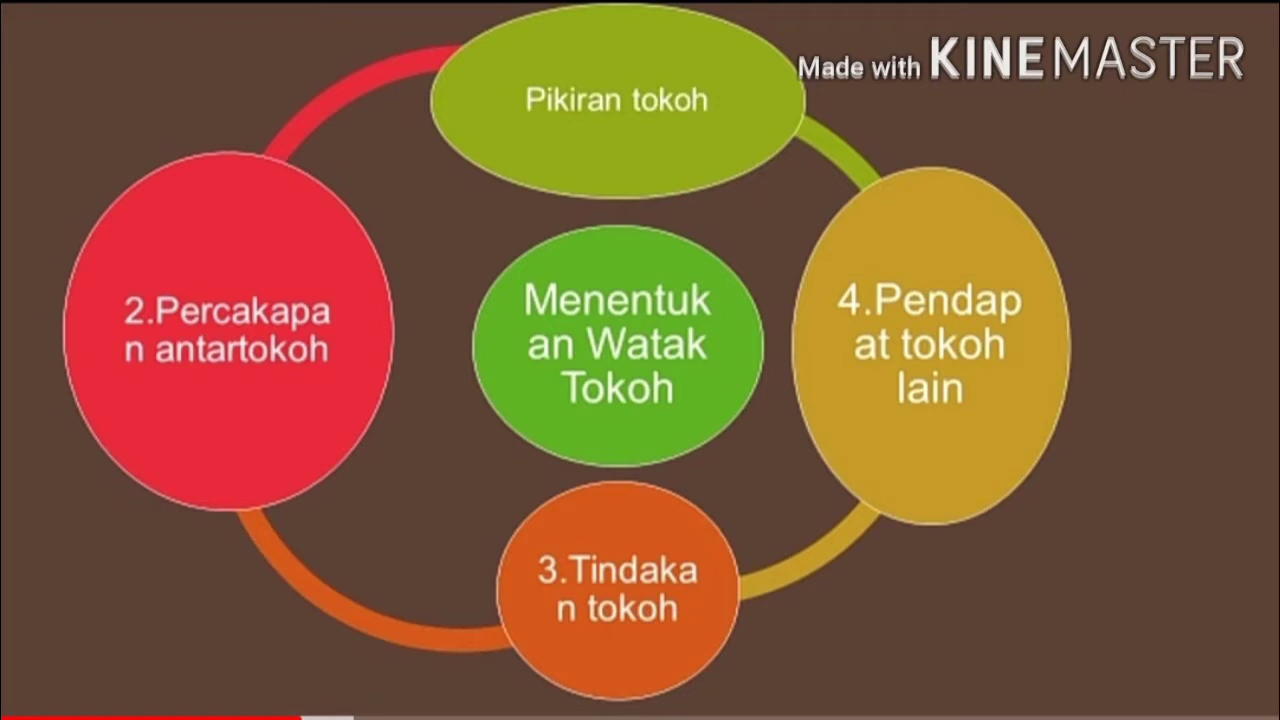 Pikiran tokoh
Made with KINEMASTER
2.Percakapa
n antartokoh
Menentuk
an Watak
Tokoh
4.Pendap
at tokoh
lain
3.Tindaka
n tokoh